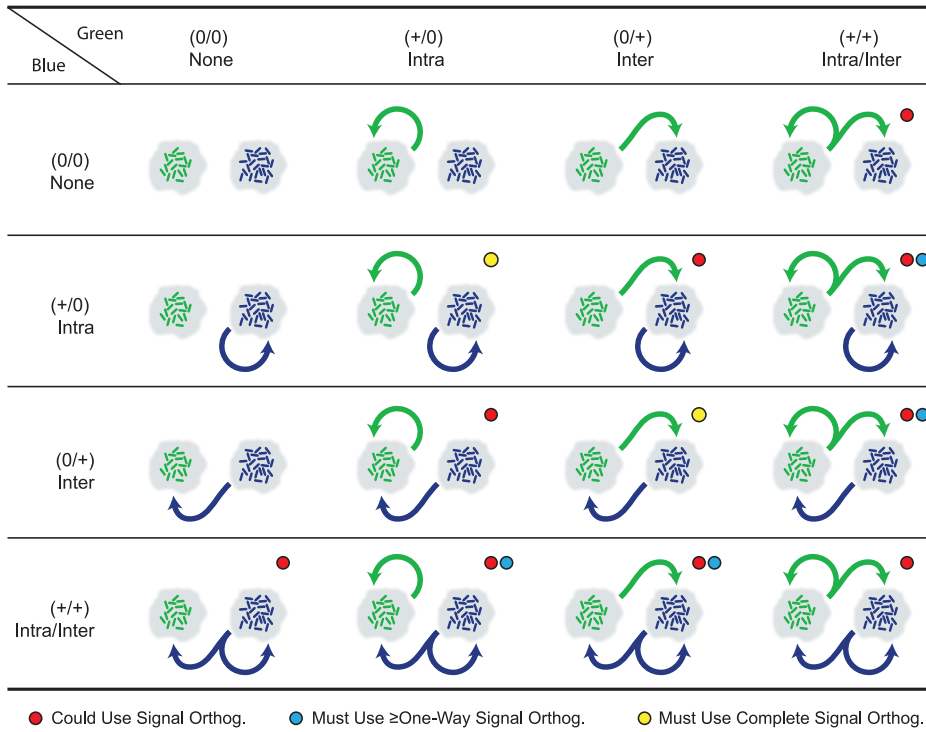 Green
Blue
(0/0)
None
(+/0)
Intra
(0/+)
Inter
(+/+)
Intra/Inter
(0/0)
None
(+/0)
Intra
(0/+)
Inter
(+/+)
Intra/Inter
Could Use Signal Orthog.
Must Use ≥One-Way Signal Orthog.
Must Use Complete Signal Orthog.